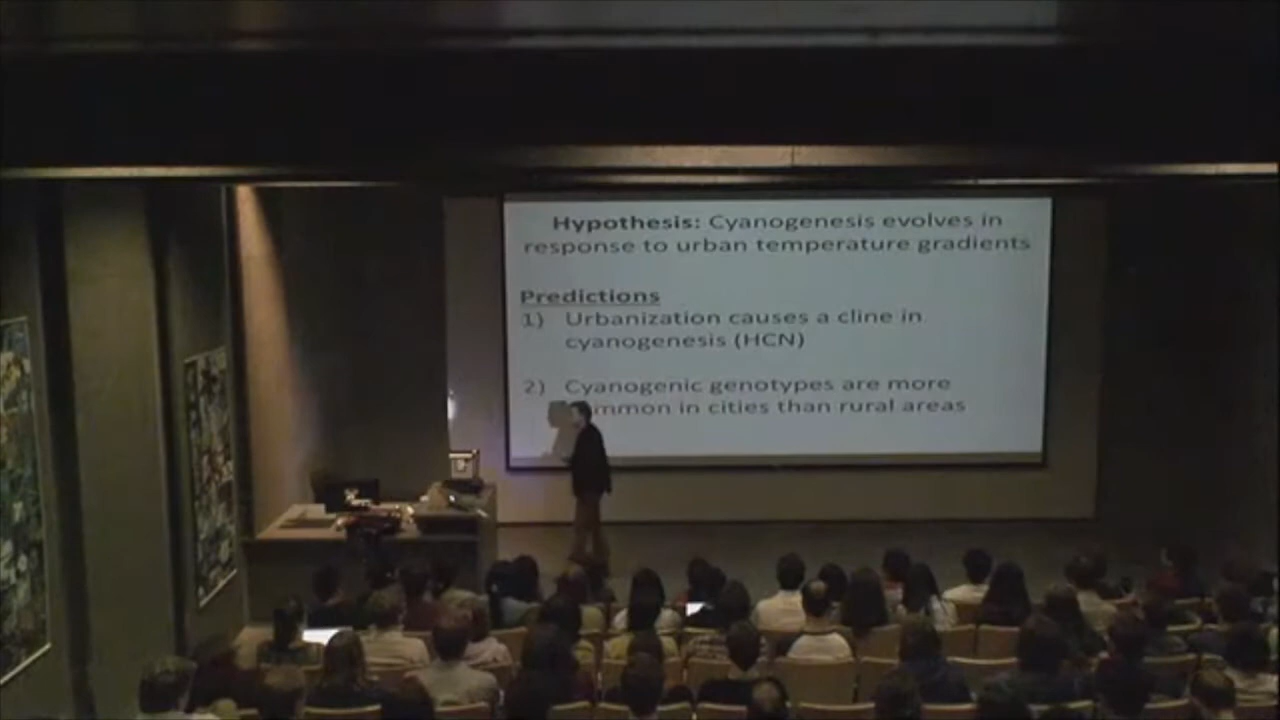 Hypothesis: Cyanogenesis evolves in
response to urban temperature gradients
Predictions
1) Urbanization causes a cline in
cyanogenesis (HCN)
2) Cyanogenic genotypes are more
common in cities than rural areas